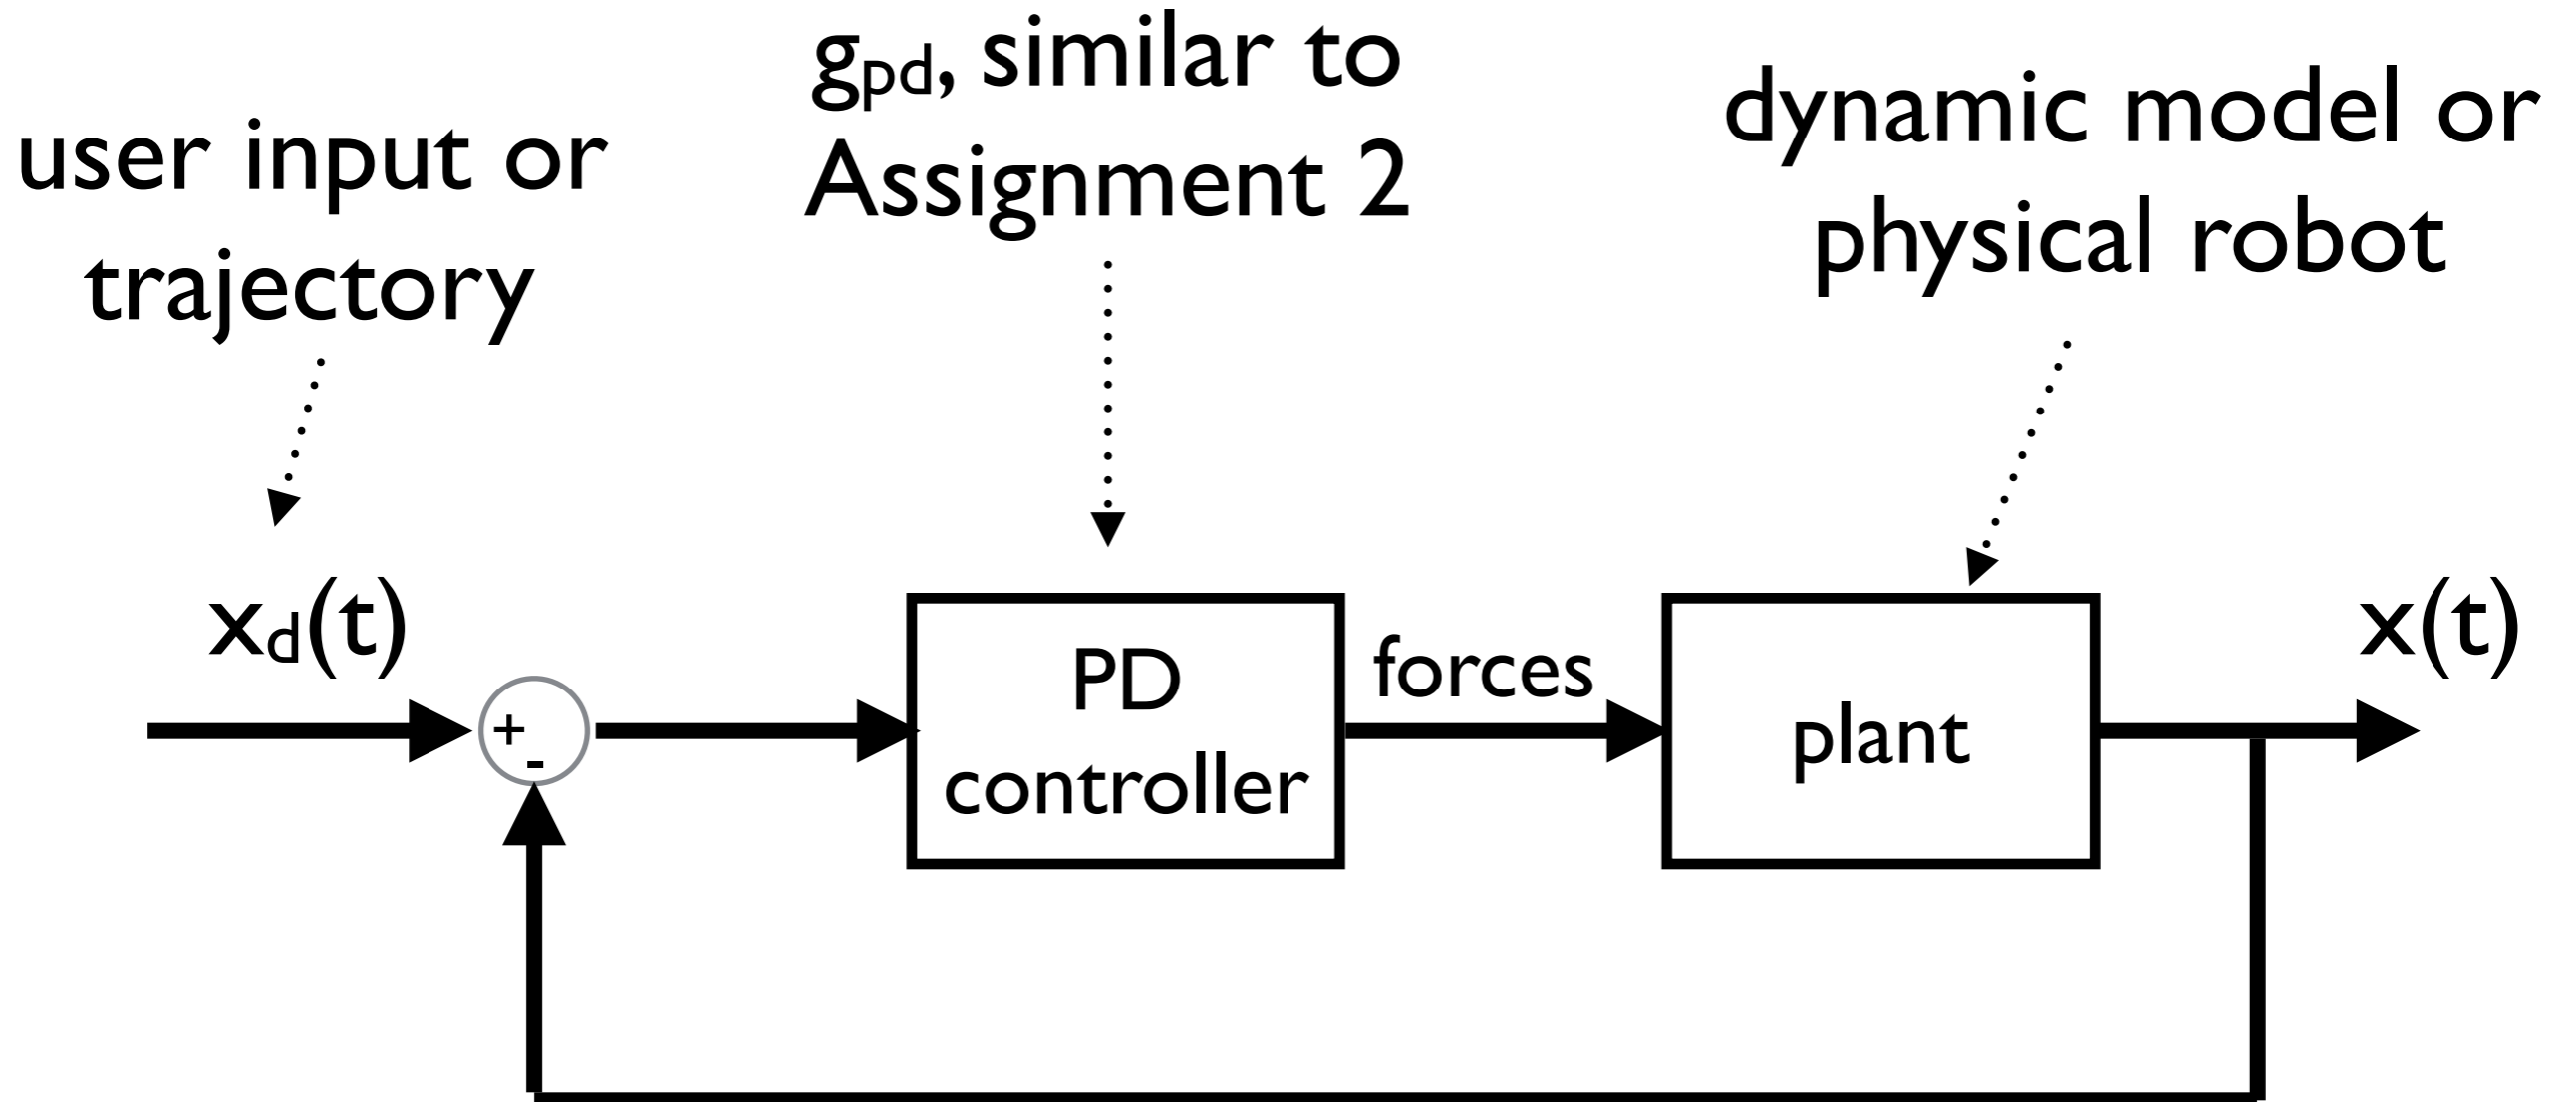 user input or
trajectory
gpd, similar to
Assignment 2
dynamic model or
physical robot
xd(t)
+
-
PD
controller
forces
plant
x(t)